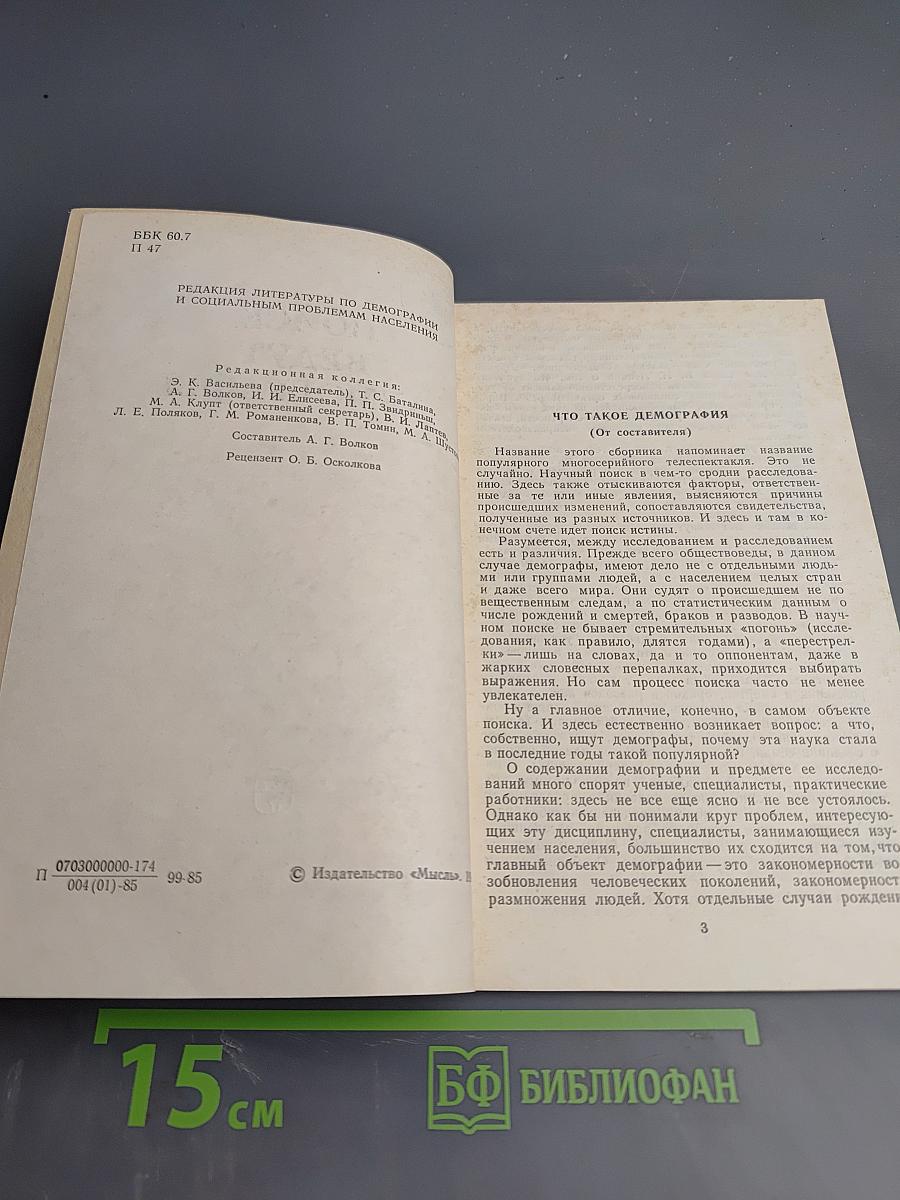 ББК 60.7
П 47
РЕДАКЦИЯ ЛИТЕРАТУРЫ ПО ДЕМОГРАФИИ
И СОЦИАЛЬНЫМ ПРОБЛЕМАМ НАСЕЛЕНИЯ
Редакционная коллегия:
Э. К. Васильева (председатель), Т. С. Баталина,
А. Г. Волков, И. И. Елисеева, П. П. Звидриньш,
М. А. Клупт (ответственный секретарь), В. И. Лаптев,
Л. Е. Поляков, Г. М. Романенкова, В. П. Томин, М. А.
Составитель А. Г. Волков
Рецензент О. Б. Осколкова
П 0703000000-174
004(01)-85 99-85
© Издательство «Мысль».
ЧТО ТАКОЕ ДЕМОГРАФИЯ
(От составителя)
Название этого сборника напоминает название
популярного многосерийного телеспектакля. Это не
случайно. Научный поиск в чем-то сродни расследова-
нию. Здесь также отыскиваются факторы, ответствен-
ные за те или иные явления, выясняются причины
происшедших изменений, сопоставляются свидетельства,
полученные из разных источников. И здесь и там в ко-
нечном счете идет поиск истины.
Разумеется, между исследованием и расследованием
есть и различия. Прежде всего обществоведы, в данном
случае демографы, имеют дело не с отдельными людь-
ми или группами людей, а с населением целых стран
и даже всего мира. Они судят о происшедшем не по
вещественным следам, а по статистическим данным о
числе рождений и смертей, браков и разводов. В науч-
ном поиске не бывает стремительных «погонь» (иссле-
дования, как правило, длятся годами), а «перестрел-
ки» — лишь на словах, да и то оппонентам, даже в
жарких словесных перепалках, приходится выбирать
выражения. Но сам процесс поиска часто не менее
увлекателен.
Ну а главное отличие, конечно, в самом объекте
поиска. И здесь естественно возникает вопрос: а что,
собственно, ищут демографы, почему эта наука стала
в последние годы такой популярной?
О содержании демографии и предмете ее исследо-
ваний много спорят ученые, специалисты, практические
работники: здесь не все еще ясно и не все устоялось.
Однако как бы ни понимали круг проблем, интересую-
щих эту дисциплину, специалисты, занимающиеся изу-
чением населения, большинство их сходится на том, что
главный объект демографии — это закономерности во
зобновления человеческих поколений, закономерност
размножения людей. Хотя отдельные случаи рождени
3
15 см
БФ БИБЛИОФАН